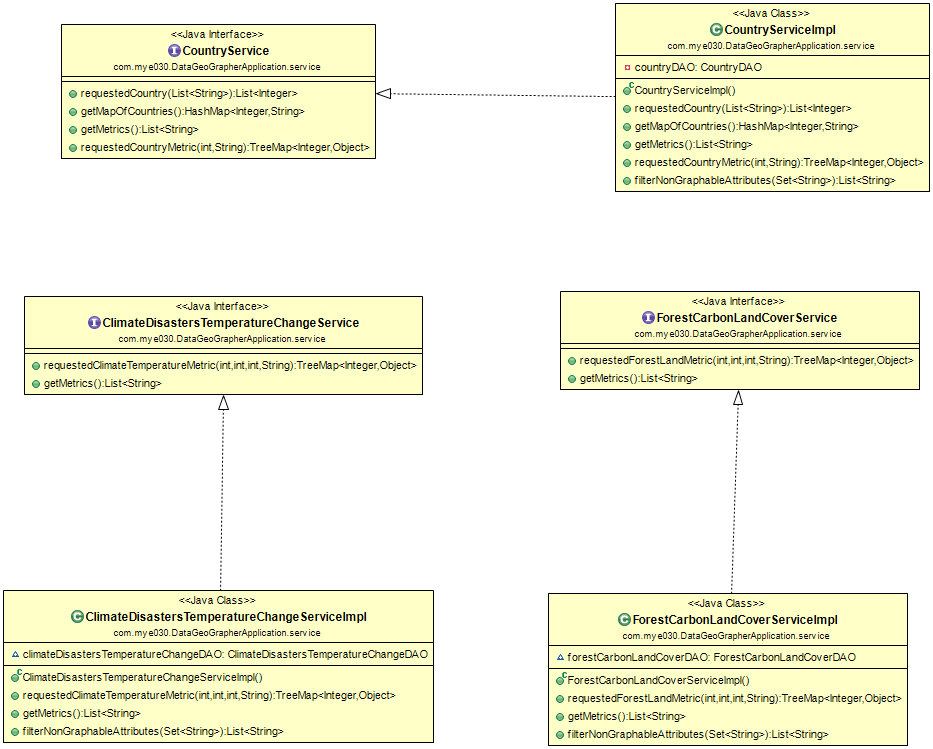 <<Java Interface>>
CountryService
com.mye030.DataGeoGrapherApplication.service
requestedCountry(List<String>):List<Integer>
getMapOfCountries():HashMap<Integer,String>
getMetrics():List<String>
requestedCountryMetric(int,String):TreeMap<Integer,Object>
<<Java Class>>
CountryServiceImpl
com.mye030.DataGeoGrapherApplication.service
countryDAO: CountryDAO
CountryServiceImpl()
requestedCountry(List<String>):List<Integer>
getMapOfCountries():HashMap<Integer,String>
getMetrics():List<String>
requestedCountryMetric(int,String):TreeMap<Integer,Object>
filterNonGraphableAttributes(Set<String>):List<String>
<<Java Interface>>
ClimateDisastersTemperatureChangeService
com.mye030.DataGeoGrapherApplication.service
requestedClimateTemperatureMetric(int,int,int,String):TreeMap<Integer,Object>
getMetrics():List<String>
<<Java Interface>>
ForestCarbonLandCoverService
com.mye030.DataGeoGrapherApplication.service
requestedForestLandMetric(int,int,int,String):TreeMap<Integer,Object>
getMetrics():List<String>
<<Java Class>>
ClimateDisastersTemperatureChangeServiceImpl
com.mye030.DataGeoGrapherApplication.service
climateDisastersTemperatureChangeDAO: ClimateDisastersTemperatureChangeDAO
ClimateDisastersTemperatureChangeServiceImpl()
requestedClimateTemperatureMetric(int,int,int,String):TreeMap<Integer,Object>
getMetrics():List<String>
filterNonGraphableAttributes(Set<String>):List<String>
<<Java Class>>
ForestCarbonLandCoverServiceImpl
com.mye030.DataGeoGrapherApplication.service
forestCarbonLandCoverDAO: ForestCarbonLandCoverDAO
ForestCarbonLandCoverServiceImpl()
requestedForestLandMetric(int,int,int,String):TreeMap<Integer,Object>
getMetrics():List<String>
filterNonGraphableAttributes(Set<String>):List<String>